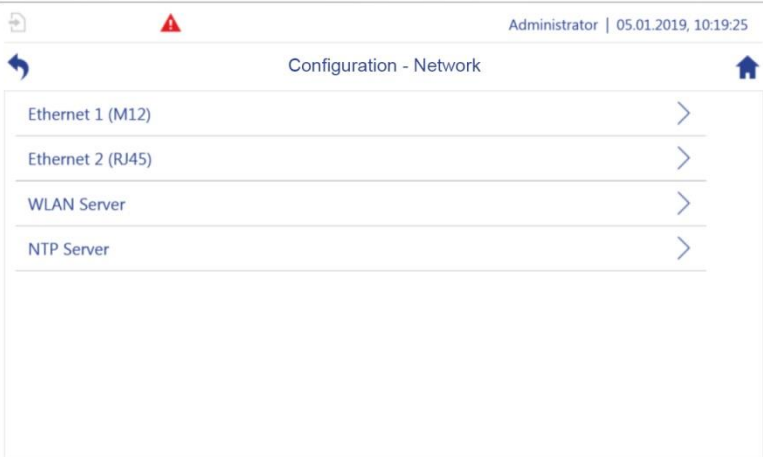 Administrator | 05.01.2019, 10:19:25
Configuration - Network
Ethernet 1 (M12)
Ethernet 2 (RJ45)
WLAN Server
NTP Server